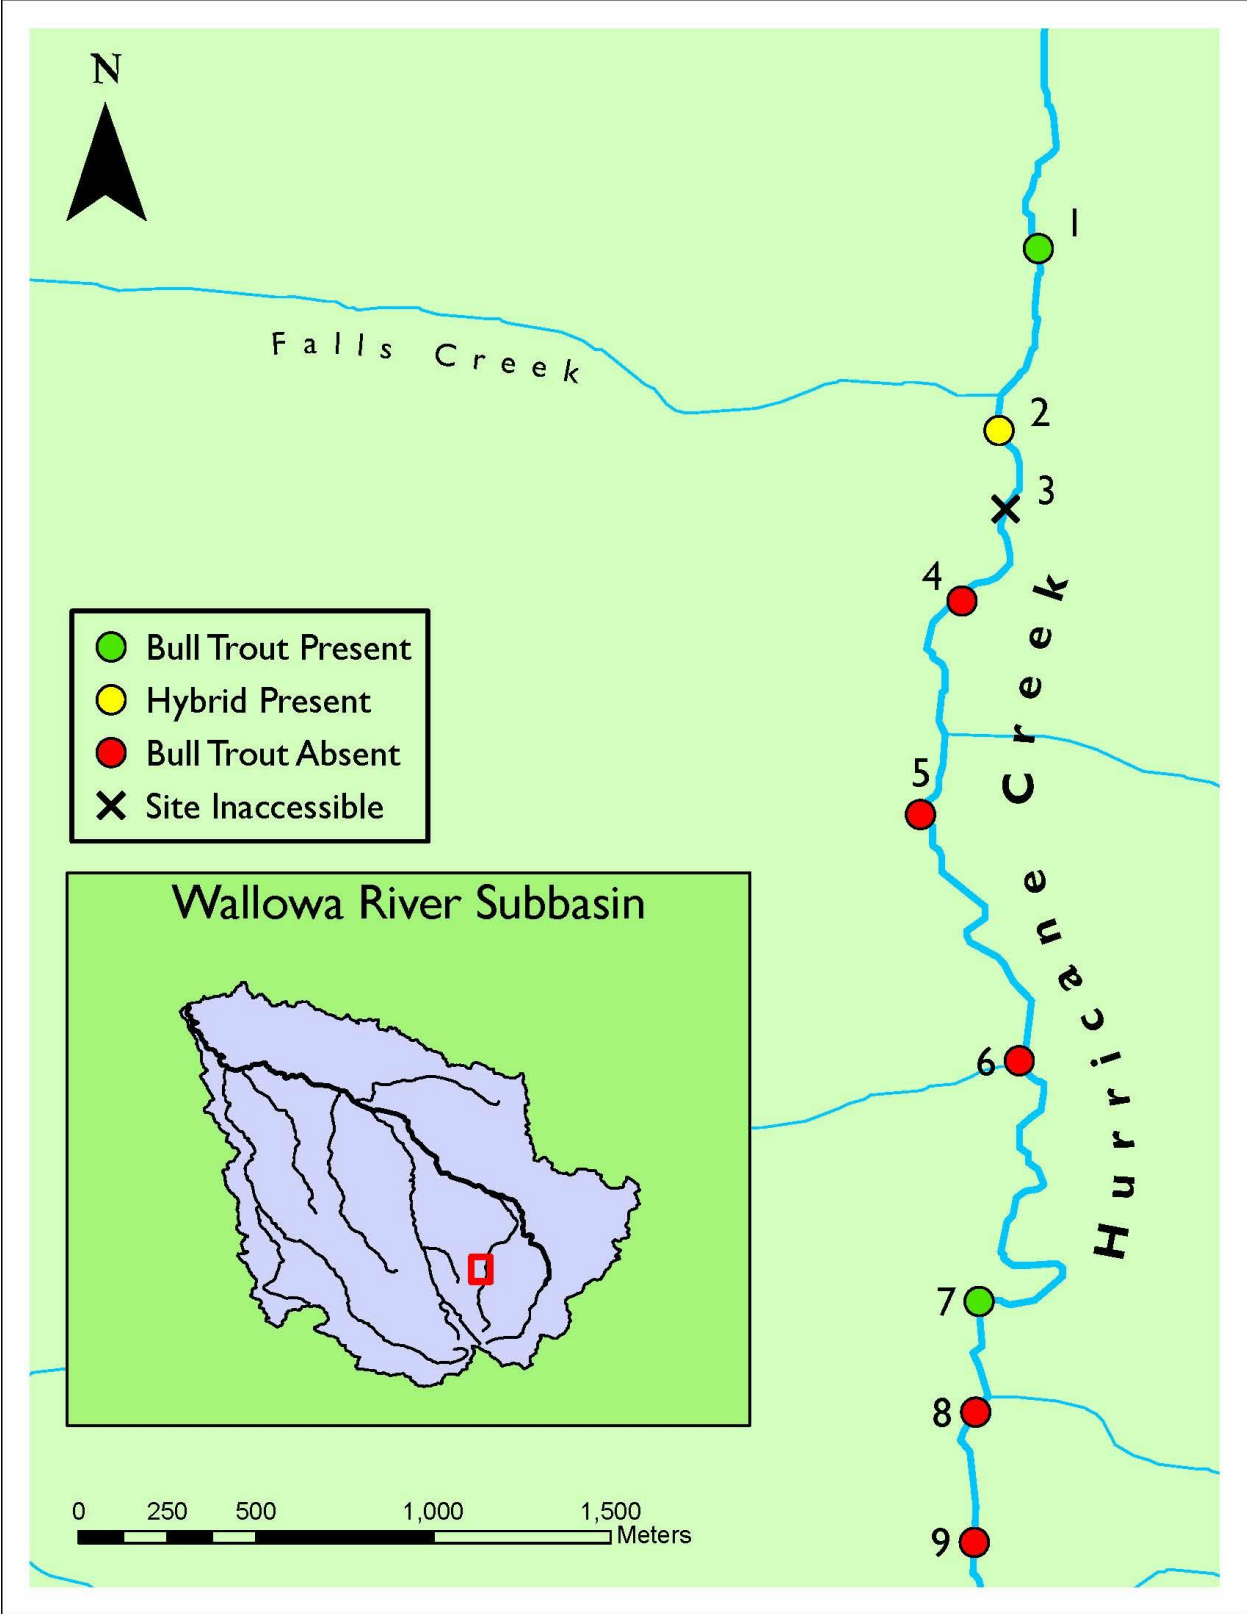 N
1
Falls Creek
2
3
4
Bull Trout Present
Hybrid Present
Bull Trout Absent
Site Inaccessible
5
Hurricane Creek
Wallowa River Subbasin
6
7
8
0 250 500 1,000 1,500
Meters
9